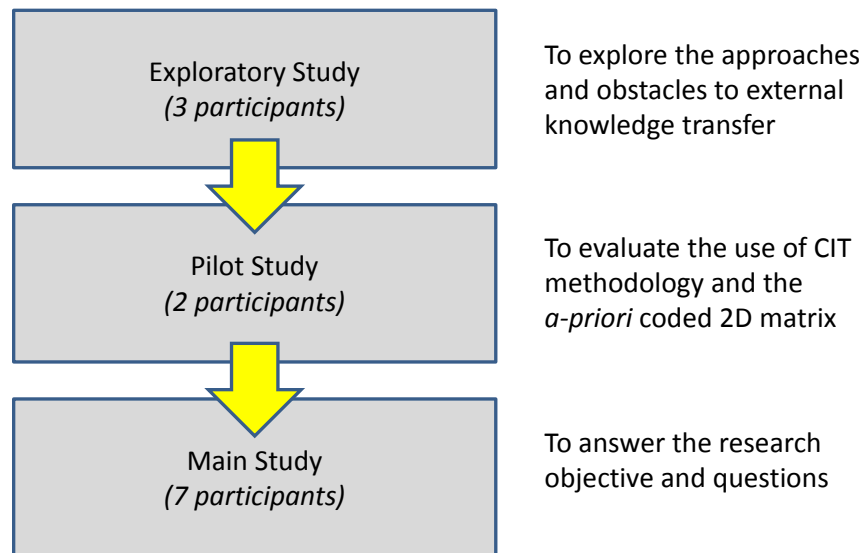 Exploratory Study
(3 participants)
To explore the approaches
and obstacles to external
knowledge transfer
Pilot Study
(2 participants)
To evaluate the use of CIT
methodology and the
a-priori coded 2D matrix
Main Study
(7 participants)
To answer the research
objective and questions